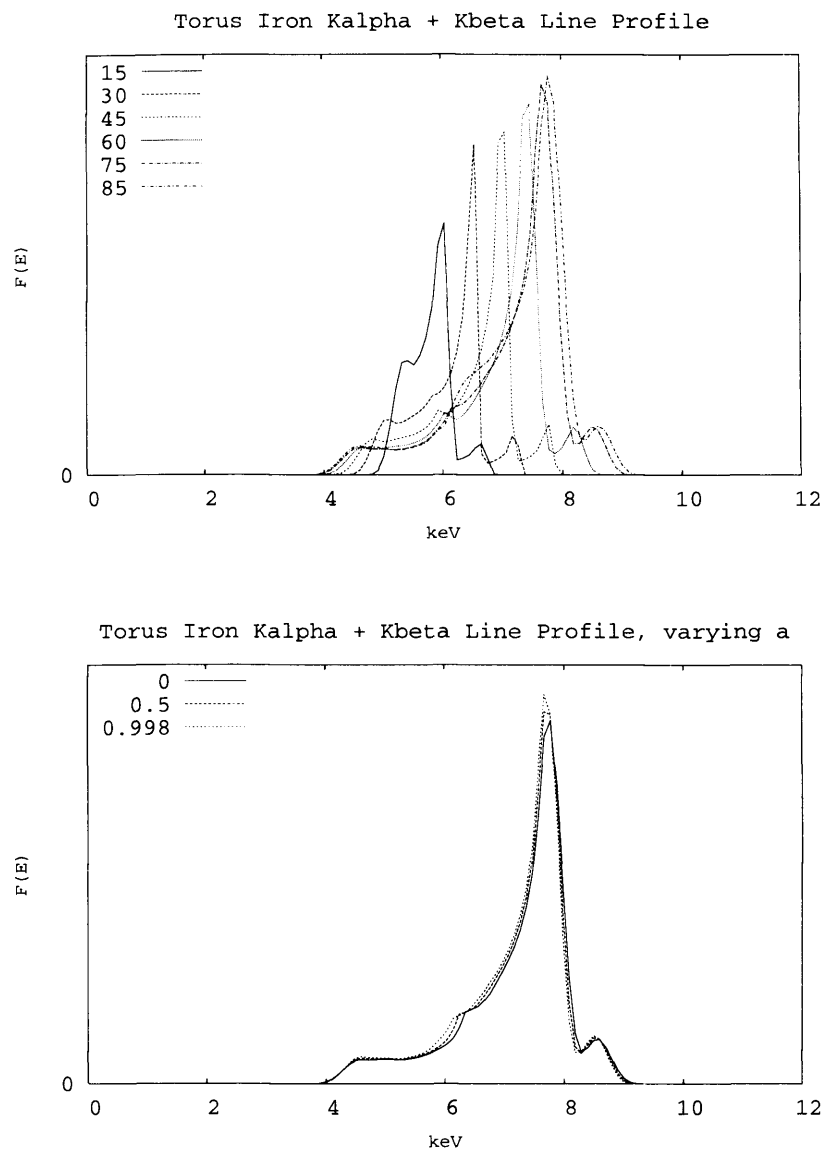 Torus Iron Kalpha + Kbeta Line Profile
15
30
45
60
75
85
F(E)
0
0 2 4 6 8 10 12
keV
Torus Iron Kalpha + Kbeta Line Profile, varying a
0
0.5
0.998
F(E)
0
0 2 4 6 8 10 12
keV